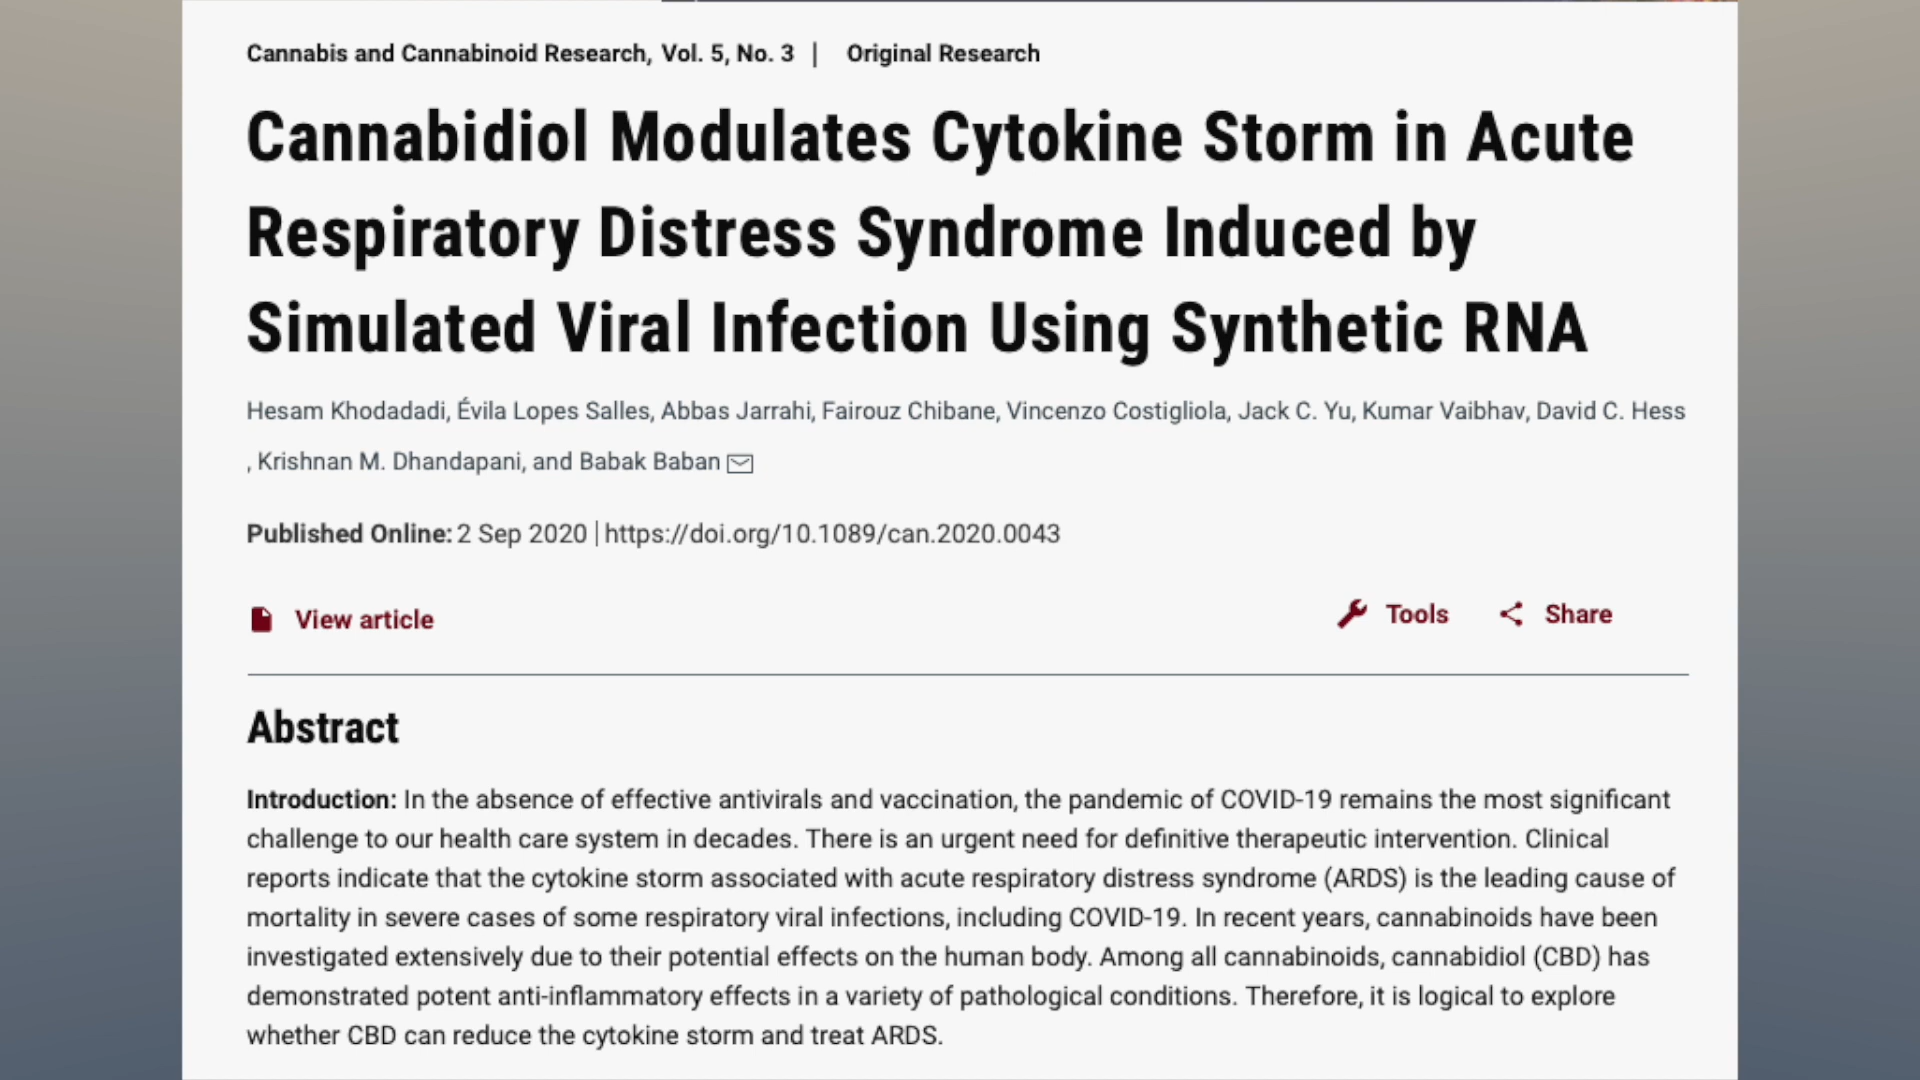 Cannabis and Cannabinoid Research, Vol. 5, No. 3 | Original Research
Cannabidiol Modulates Cytokine Storm in Acute
Respiratory Distress Syndrome Induced by
Simulated Viral Infection Using Synthetic RNA
Hesam Khodadadi, Évila Lopes Salles, Abbas Jarrahi, Fairouz Chibane, Vincenzo Costigliola, Jack C. Yu, Kumar Vaibhav, David C. Hess
, Krishnan M. Dhandapani, and Babak Baban
Published Online: 2 Sep 2020 | https://doi.org/10.1089/can.2020.0043
View article
Tools
Share
Abstract
Introduction: In the absence of effective antivirals and vaccination, the pandemic of COVID-19 remains the most significant
challenge to our health care system in decades. There is an urgent need for definitive therapeutic intervention. Clinical
reports indicate that the cytokine storm associated with acute respiratory distress syndrome (ARDS) is the leading cause of
mortality in severe cases of some respiratory viral infections, including COVID-19. In recent years, cannabinoids have been
investigated extensively due to their potential effects on the human body. Among all cannabinoids, cannabidiol (CBD) has
demonstrated potent anti-inflammatory effects in a variety of pathological conditions. Therefore, it is logical to explore
whether CBD can reduce the cytokine storm and treat ARDS.